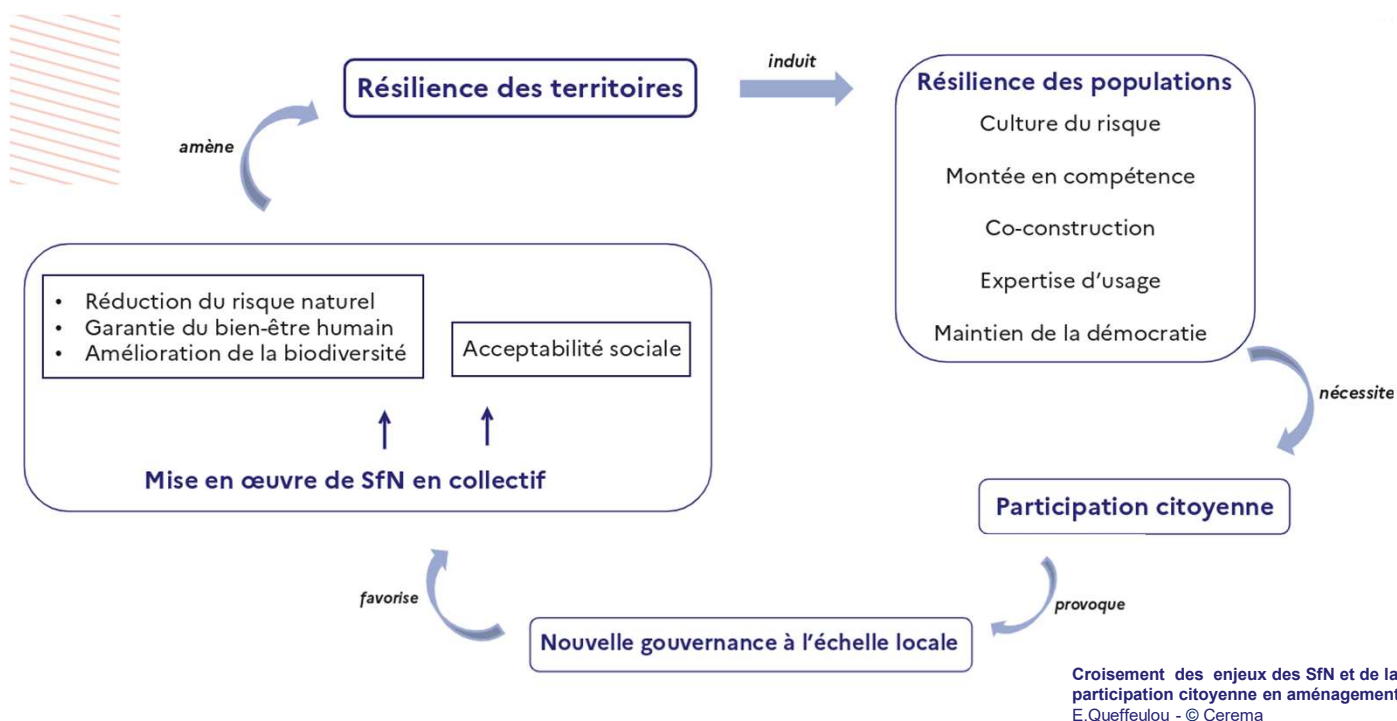 induit
Résilience des territoires
Résilience des populations
Culture du risque
Montée en compétence
Co-construction
Expertise d'usage
Maintien de la démocratie
amène
• Réduction du risque naturel
• Garantie du bien-être humain
• Amélioration de la biodiversité
Acceptabilité sociale
Mise en œuvre de SfN en collectif
nécessite
Participation citoyenne
favorise
provoque
Nouvelle gouvernance à l'échelle locale
Croisement des enjeux des SfN et de la
participation citoyenne en aménagement
E.Queffeulou - © Cerema